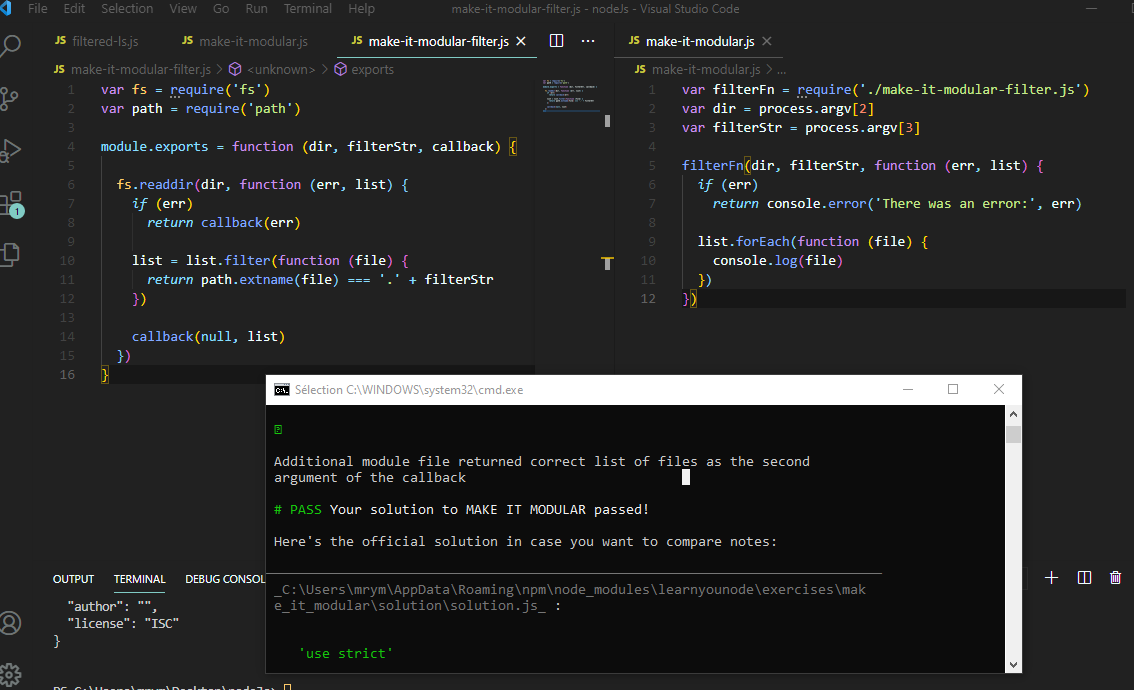 File Edit Selection View Go Run Terminal Help make-it-modular-filter.js - nodeJs - Visual Studio Code
JS filtered-ls.js JS make-it-modular.js JS make-it-modular-filter.js
JS make-it-modular-filter.js > <unknown> > exports
1 var fs = require('fs')
2 var path = require('path')
3
4 module.exports = function (dir, filterStr, callback) {
5
6 fs.readdir(dir, function (err, list) {
7 if (err)
8 return callback(err)
9
10 list = list.filter(function (file) {
11 return path.extname(file) === '.' + filterStr
12 })
13
14 callback(null, list)
15 })
16 }
JS make-it-modular.js
JS make-it-modular.js > ...
1 var filterFn = require('./make-it-modular-filter.js')
2 var dir = process.argv[2]
3 var filterStr = process.argv[3]
4
5 filterFn(dir, filterStr, function (err, list) {
6 if (err)
7 return console.error('There was an error:', err)
8
9 list.forEach(function (file) {
10 console.log(file)
11 })
12 })
1
Sélection C:\WINDOWS\system32\cmd.exe
Additional module file returned correct list of files as the second
argument of the callback
# PASS Your solution to MAKE IT MODULAR passed!
Here's the official solution in case you want to compare notes:
_C:\Users\mrym\AppData\Roaming\npm\node_modules\learnyounode\exercises\mak
e_it_modular\solution\solution.js_ :
'use strict'
OUTPUT TERMINAL DEBUG CONSOL
"author": "",
"license": "ISC"
}
PS C:\Users\mrym\Desktop\nodeJs>